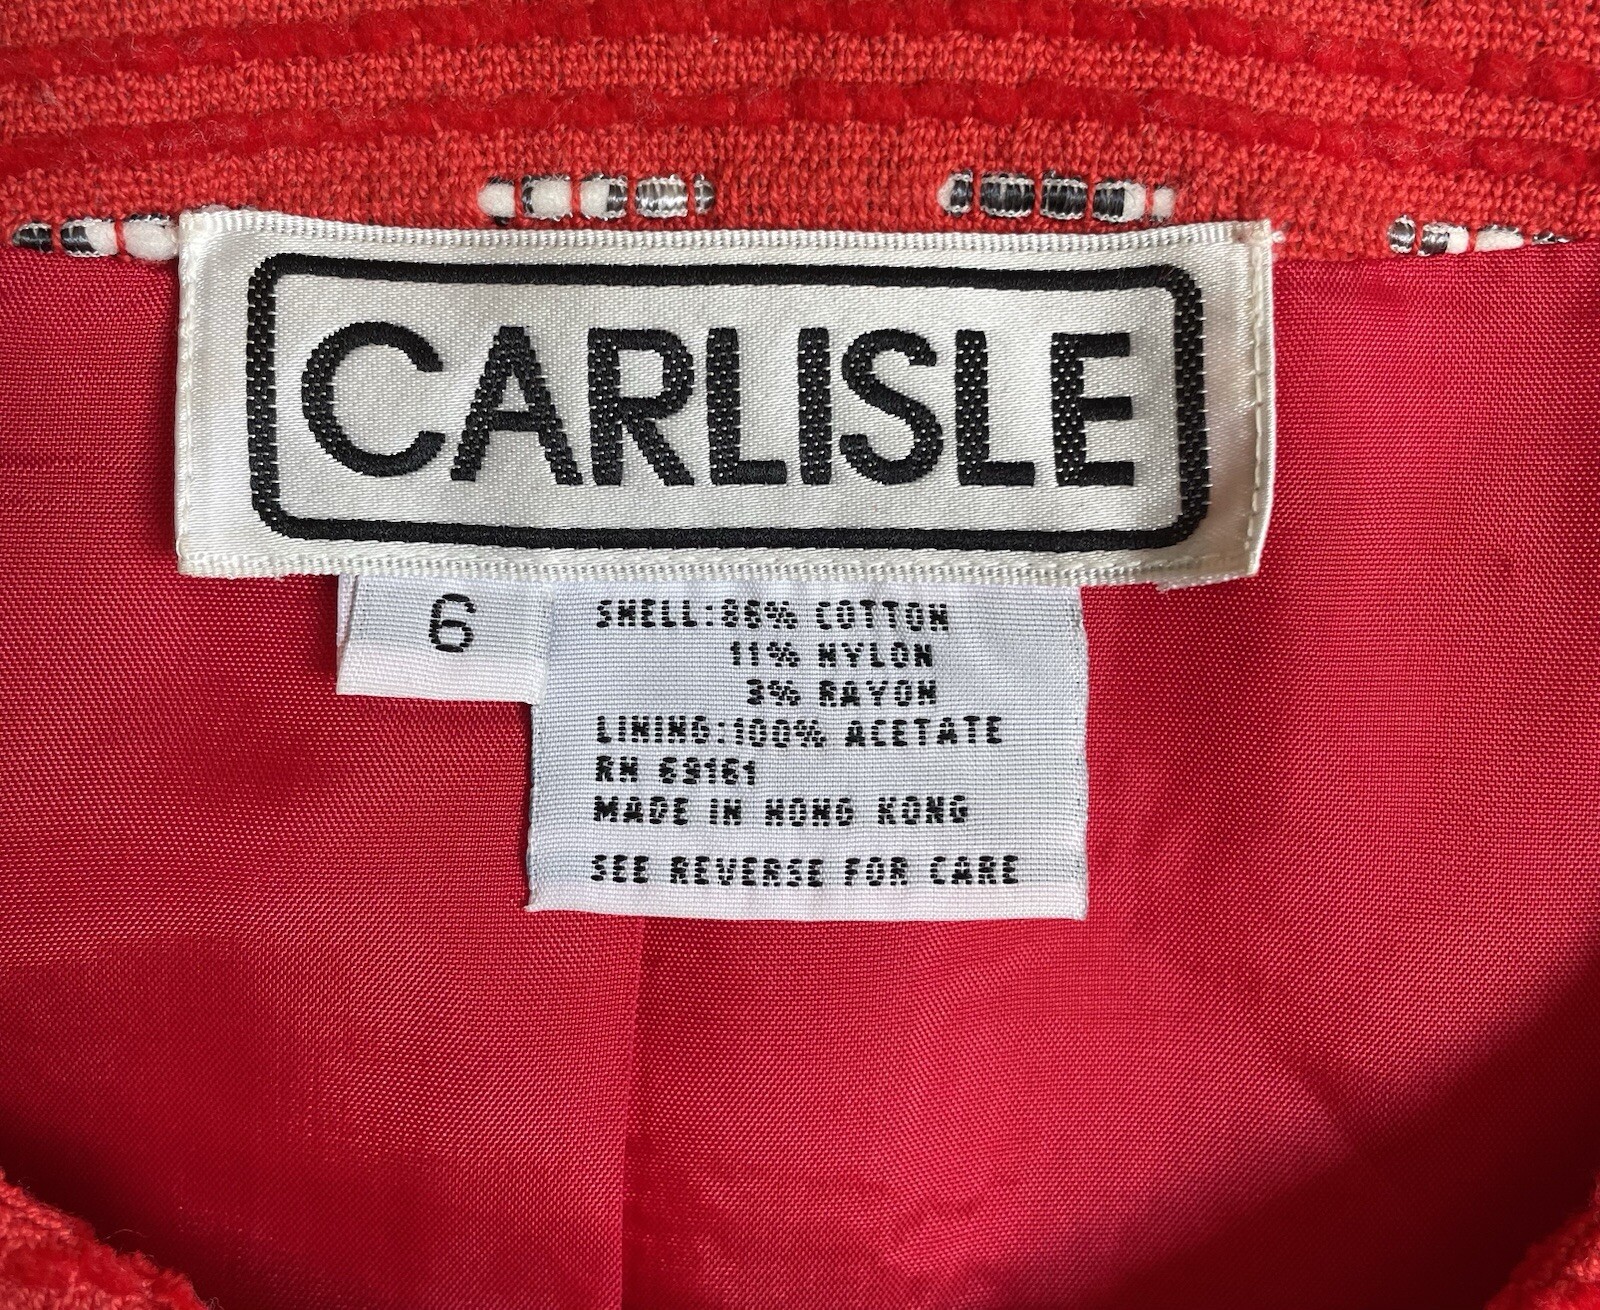 CARLISLE
6
SHELL:86% COTTON
11% NYLON
3% RAYON
LINING:100% ACETATE
RN 69161
MADE IN HONG KONG
SEE REVERSE FOR CARE